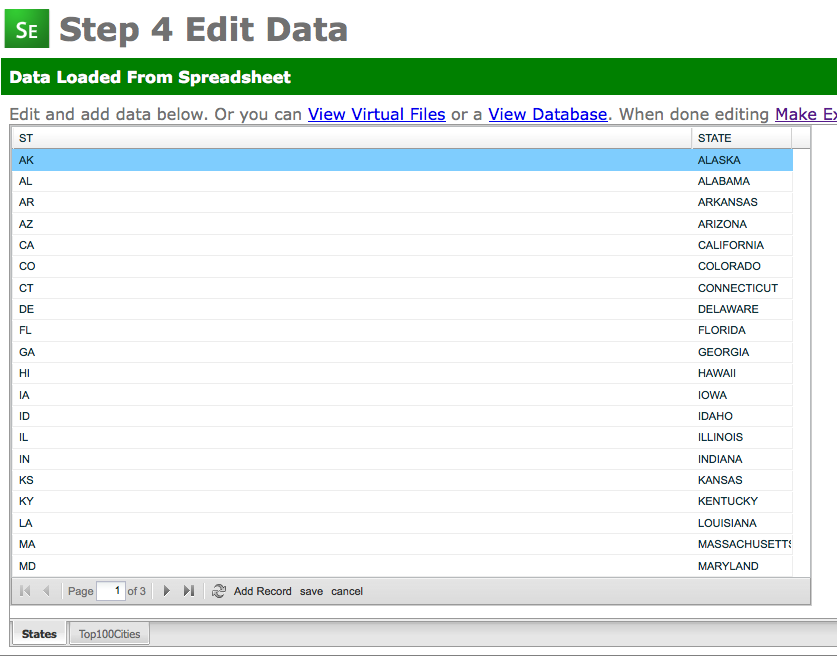 SE Step 4 Edit Data
Data Loaded From Spreadsheet
Edit and add data below. Or you can View Virtual Files or a View Database. When done editing Make Ex
ST STATE
AK ALASKA
AL ALABAMA
AR ARKANSAS
AZ ARIZONA
CA CALIFORNIA
CO COLORADO
CT CONNECTICUT
DE DELAWARE
FL FLORIDA
GA GEORGIA
HI HAWAII
IA IOWA
ID IDAHO
IL ILLINOIS
IN INDIANA
KS KANSAS
KY KENTUCKY
LA LOUISIANA
MA MASSACHUSETTS
MD MARYLAND
Page 1 of 3 Add Record save cancel
States Top100Cities